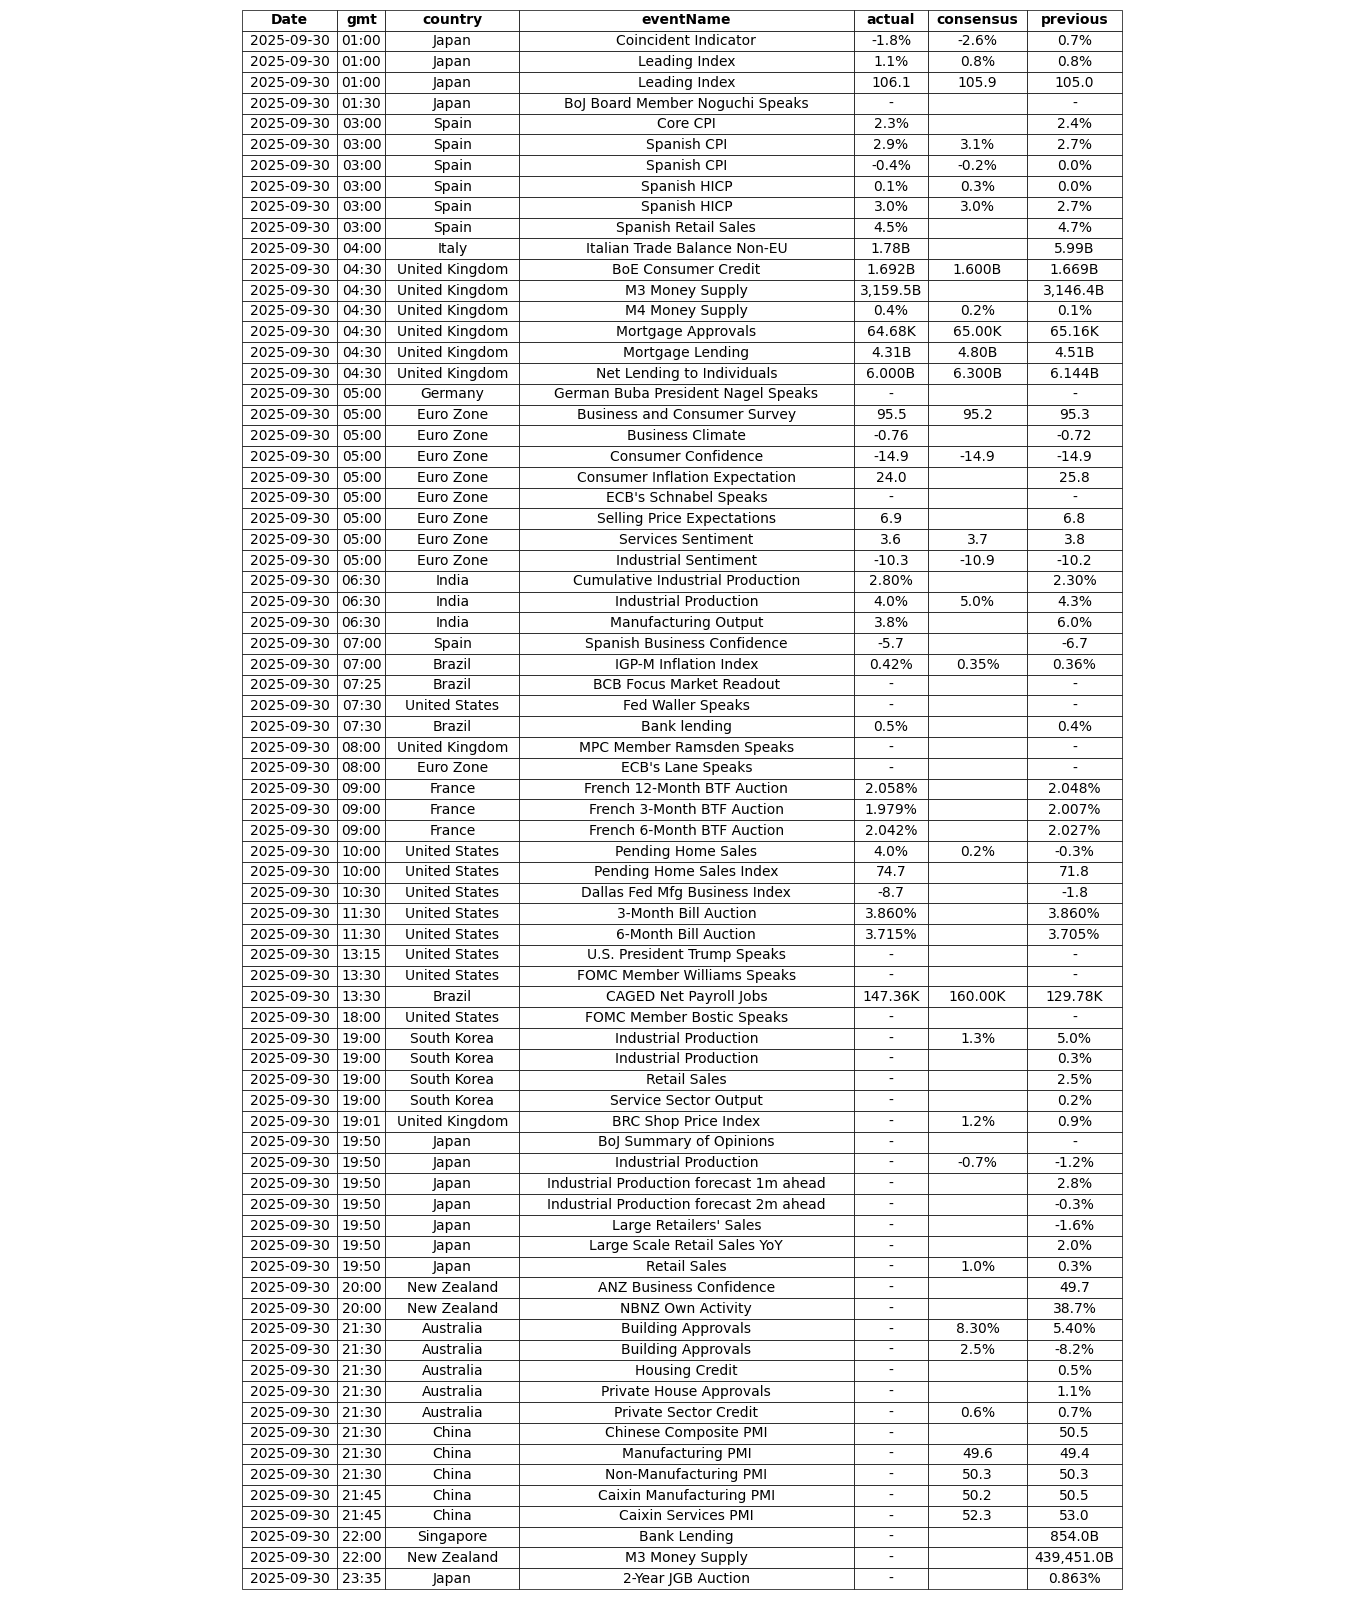 Date gmt country eventName actual consensus previous
2025-09-30 01:00 Japan Coincident Indicator -1.8% -2.6% 0.7%
2025-09-30 01:00 Japan Leading Index 1.1% 0.8% 0.8%
2025-09-30 01:00 Japan Leading Index 106.1 105.9 105.0
2025-09-30 01:30 Japan BoJ Board Member Noguchi Speaks - -
2025-09-30 03:00 Spain Core CPI 2.3% 2.4%
2025-09-30 03:00 Spain Spanish CPI 2.9% 3.1% 2.7%
2025-09-30 03:00 Spain Spanish CPI -0.4% -0.2% 0.0%
2025-09-30 03:00 Spain Spanish HICP 0.1% 0.3% 0.0%
2025-09-30 03:00 Spain Spanish HICP 3.0% 3.0% 2.7%
2025-09-30 03:00 Spain Spanish Retail Sales 4.5% 4.7%
2025-09-30 04:00 Italy Italian Trade Balance Non-EU 1.78B 5.99B
2025-09-30 04:30 United Kingdom BoE Consumer Credit 1.692B 1.600B 1.669B
2025-09-30 04:30 United Kingdom M3 Money Supply 3,159.5B 3,146.4B
2025-09-30 04:30 United Kingdom M4 Money Supply 0.4% 0.2% 0.1%
2025-09-30 04:30 United Kingdom Mortgage Approvals 64.68K 65.00K 65.16K
2025-09-30 04:30 United Kingdom Mortgage Lending 4.31B 4.80B 4.51B
2025-09-30 04:30 United Kingdom Net Lending to Individuals 6.000B 6.300B 6.144B
2025-09-30 05:00 Germany German Buba President Nagel Speaks - -
2025-09-30 05:00 Euro Zone Business and Consumer Survey 95.5 95.2 95.3
2025-09-30 05:00 Euro Zone Business Climate -0.76 -0.72
2025-09-30 05:00 Euro Zone Consumer Confidence -14.9 -14.9 -14.9
2025-09-30 05:00 Euro Zone Consumer Inflation Expectation 24.0 25.8
2025-09-30 05:00 Euro Zone ECB's Schnabel Speaks - -
2025-09-30 05:00 Euro Zone Selling Price Expectations 6.9 6.8
2025-09-30 05:00 Euro Zone Services Sentiment 3.6 3.7 3.8
2025-09-30 05:00 Euro Zone Industrial Sentiment -10.3 -10.9 -10.2
2025-09-30 06:30 India Cumulative Industrial Production 2.80% 2.30%
2025-09-30 06:30 India Industrial Production 4.0% 5.0% 4.3%
2025-09-30 06:30 India Manufacturing Output 3.8% 6.0%
2025-09-30 07:00 Spain Spanish Business Confidence -5.7 -6.7
2025-09-30 07:00 Brazil IGP-M Inflation Index 0.42% 0.35% 0.36%
2025-09-30 07:25 Brazil BCB Focus Market Readout - -
2025-09-30 07:30 United States Fed Waller Speaks - -
2025-09-30 07:30 Brazil Bank lending 0.5% 0.4%
2025-09-30 08:00 United Kingdom MPC Member Ramsden Speaks - -
2025-09-30 08:00 Euro Zone ECB's Lane Speaks - -
2025-09-30 09:00 France French 12-Month BTF Auction 2.058% 2.048%
2025-09-30 09:00 France French 3-Month BTF Auction 1.979% 2.007%
2025-09-30 09:00 France French 6-Month BTF Auction 2.042% 2.027%
2025-09-30 10:00 United States Pending Home Sales 4.0% 0.2% -0.3%
2025-09-30 10:00 United States Pending Home Sales Index 74.7 71.8
2025-09-30 10:30 United States Dallas Fed Mfg Business Index -8.7 -1.8
2025-09-30 11:30 United States 3-Month Bill Auction 3.860% 3.860%
2025-09-30 11:30 United States 6-Month Bill Auction 3.715% 3.705%
2025-09-30 13:15 United States U.S. President Trump Speaks - -
2025-09-30 13:30 United States FOMC Member Williams Speaks - -
2025-09-30 13:30 Brazil CAGED Net Payroll Jobs 147.36K 160.00K 129.78K
2025-09-30 18:00 United States FOMC Member Bostic Speaks - -
2025-09-30 19:00 South Korea Industrial Production - 1.3% 5.0%
2025-09-30 19:00 South Korea Industrial Production - 0.3%
2025-09-30 19:00 South Korea Retail Sales - 2.5%
2025-09-30 19:00 South Korea Service Sector Output - 0.2%
2025-09-30 19:01 United Kingdom BRC Shop Price Index - 1.2% 0.9%
2025-09-30 19:50 Japan BoJ Summary of Opinions - -
2025-09-30 19:50 Japan Industrial Production - -0.7% -1.2%
2025-09-30 19:50 Japan Industrial Production forecast 1m ahead - 2.8%
2025-09-30 19:50 Japan Industrial Production forecast 2m ahead - -0.3%
2025-09-30 19:50 Japan Large Retailers' Sales - -1.6%
2025-09-30 19:50 Japan Large Scale Retail Sales YoY - 2.0%
2025-09-30 19:50 Japan Retail Sales - 1.0% 0.3%
2025-09-30 20:00 New Zealand ANZ Business Confidence - 49.7
2025-09-30 20:00 New Zealand NBNZ Own Activity - 38.7%
2025-09-30 21:30 Australia Building Approvals - 8.30% 5.40%
2025-09-30 21:30 Australia Building Approvals - 2.5% -8.2%
2025-09-30 21:30 Australia Housing Credit - 0.5%
2025-09-30 21:30 Australia Private House Approvals - 1.1%
2025-09-30 21:30 Australia Private Sector Credit - 0.6% 0.7%
2025-09-30 21:30 China Chinese Composite PMI - 50.5
2025-09-30 21:30 China Manufacturing PMI - 49.6 49.4
2025-09-30 21:30 China Non-Manufacturing PMI - 50.3 50.3
2025-09-30 21:45 China Caixin Manufacturing PMI - 50.2 50.5
2025-09-30 21:45 China Caixin Services PMI - 52.3 53.0
2025-09-30 22:00 Singapore Bank Lending - 854.0B
2025-09-30 22:00 New Zealand M3 Money Supply - 439,451.0B
2025-09-30 23:35 Japan 2-Year JGB Auction - 0.863%